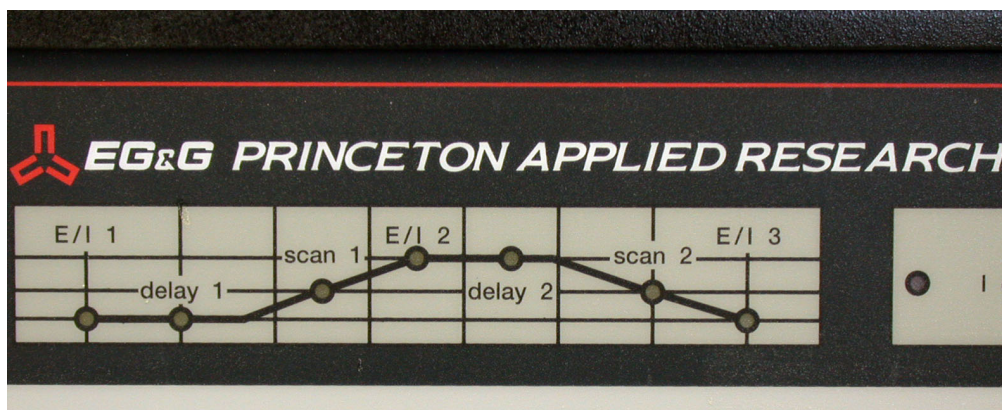 EG&G PRINCETON APPLIED RESEARCH
E/I 1
scan 1
E/I 2
scan 2
E/I 3
delay 1
delay 2
I